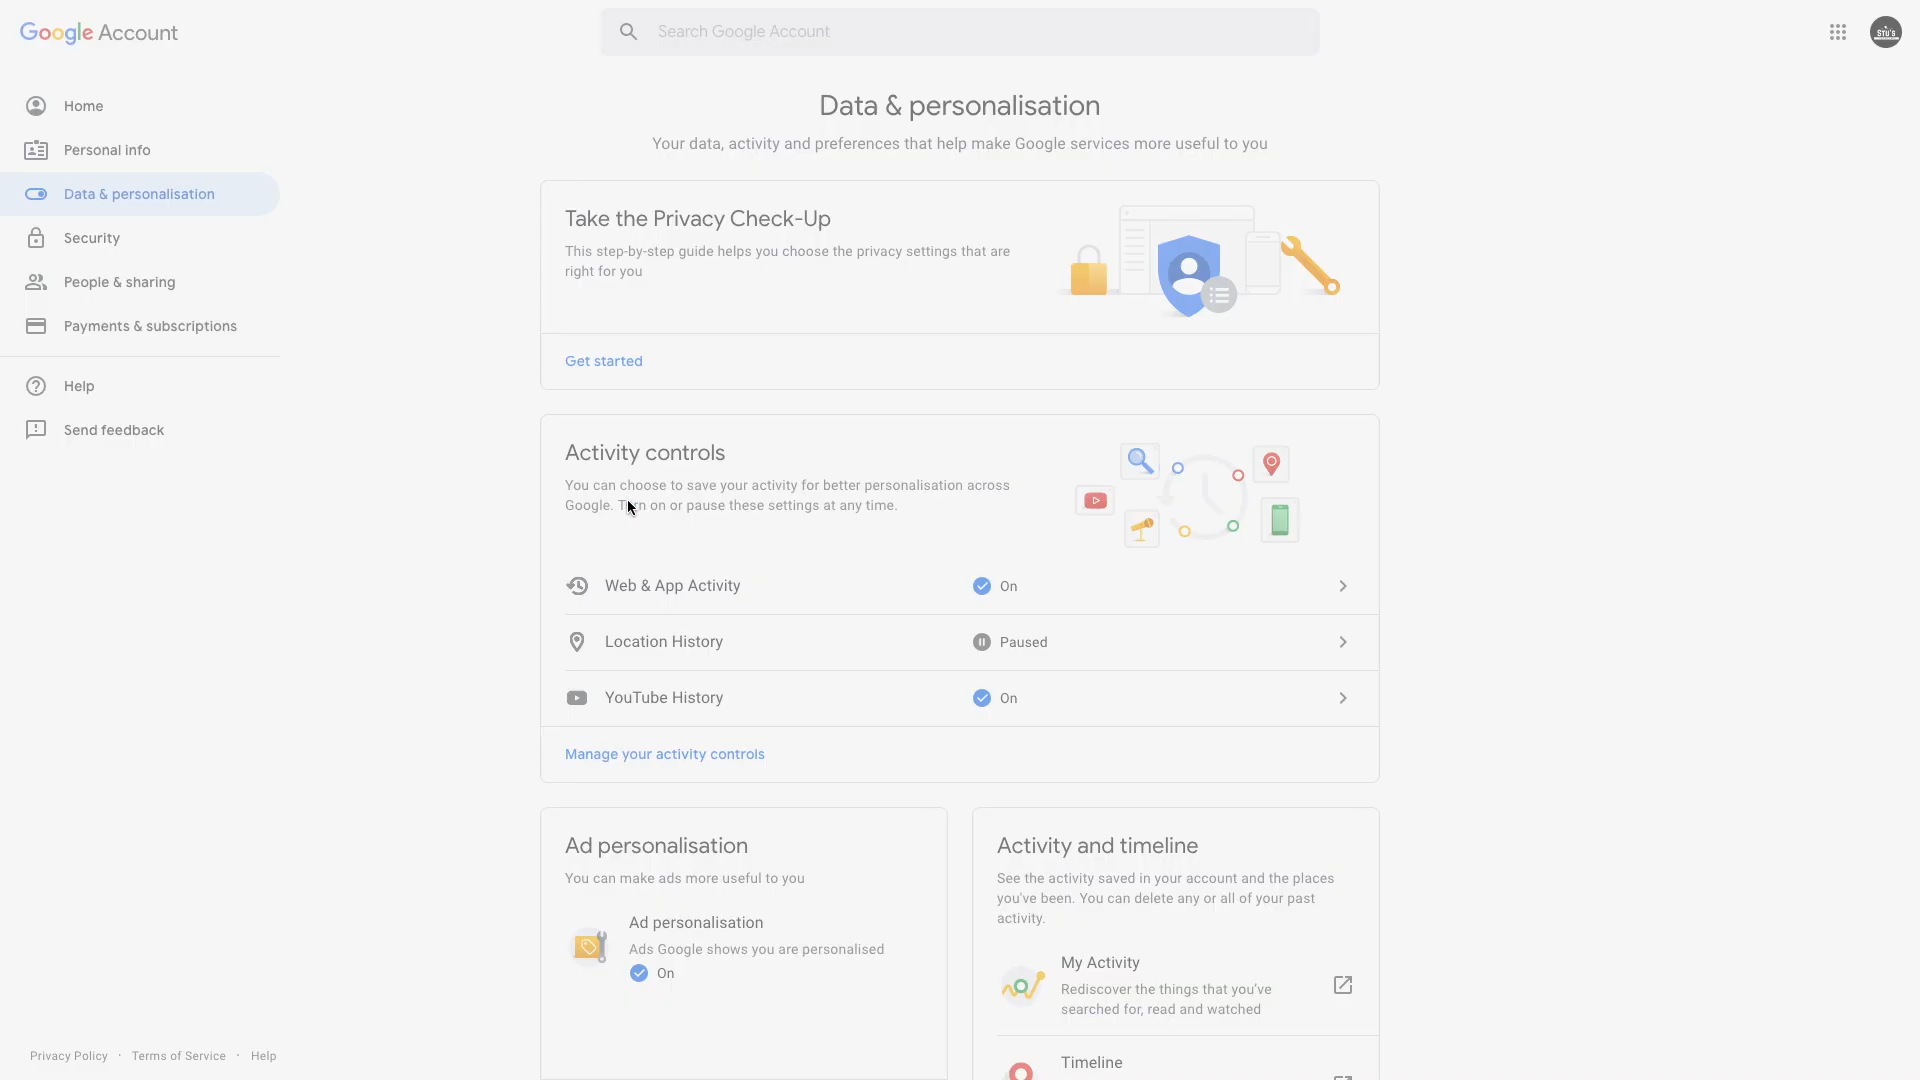 Google Account
Search Google Account
STU'S
Home
Personal info
Data & personalisation
Security
People & sharing
Payments & subscriptions
Help
Send feedback
Data & personalisation
Your data, activity and preferences that help make Google services more useful to you
Take the Privacy Check-Up
This step-by-step guide helps you choose the privacy settings that are
right for you
Get started
Activity controls
You can choose to save your activity for better personalisation across
Google. Turn on or pause these settings at any time.
Web & App Activity
On
Location History
Paused
YouTube History
On
Manage your activity controls
Ad personalisation
You can make ads more useful to you
Ad personalisation
Ads Google shows you are personalised
On
Activity and timeline
See the activity saved in your account and the places
you've been. You can delete any or all of your past
activity.
My Activity
Rediscover the things that you've
searched for, read and watched
Timeline
Privacy Policy · Terms of Service · Help